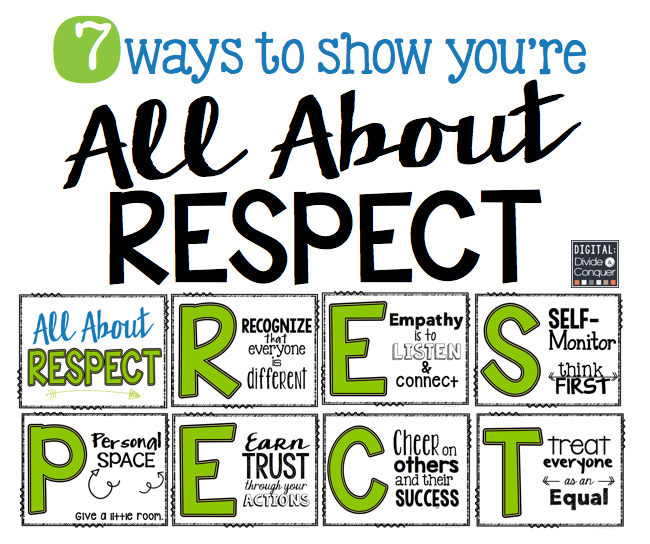 7 ways to show you're
All About
RESPECT
DIGITAL:
Divide &
Conquer
All About
RESPECT
R
RECOGNIZE
that
everyone
is
different
E
Empathy
is to
LISTEN
&
connect
S
SELF-
Monitor
think
FIRST
P
Personal
SPACE
Give a little room.
E
Earn
TRUST
through your
ACTIONS
C
Cheer on
others
and their
SUCCESS
T
treat
everyone
as an
Equal